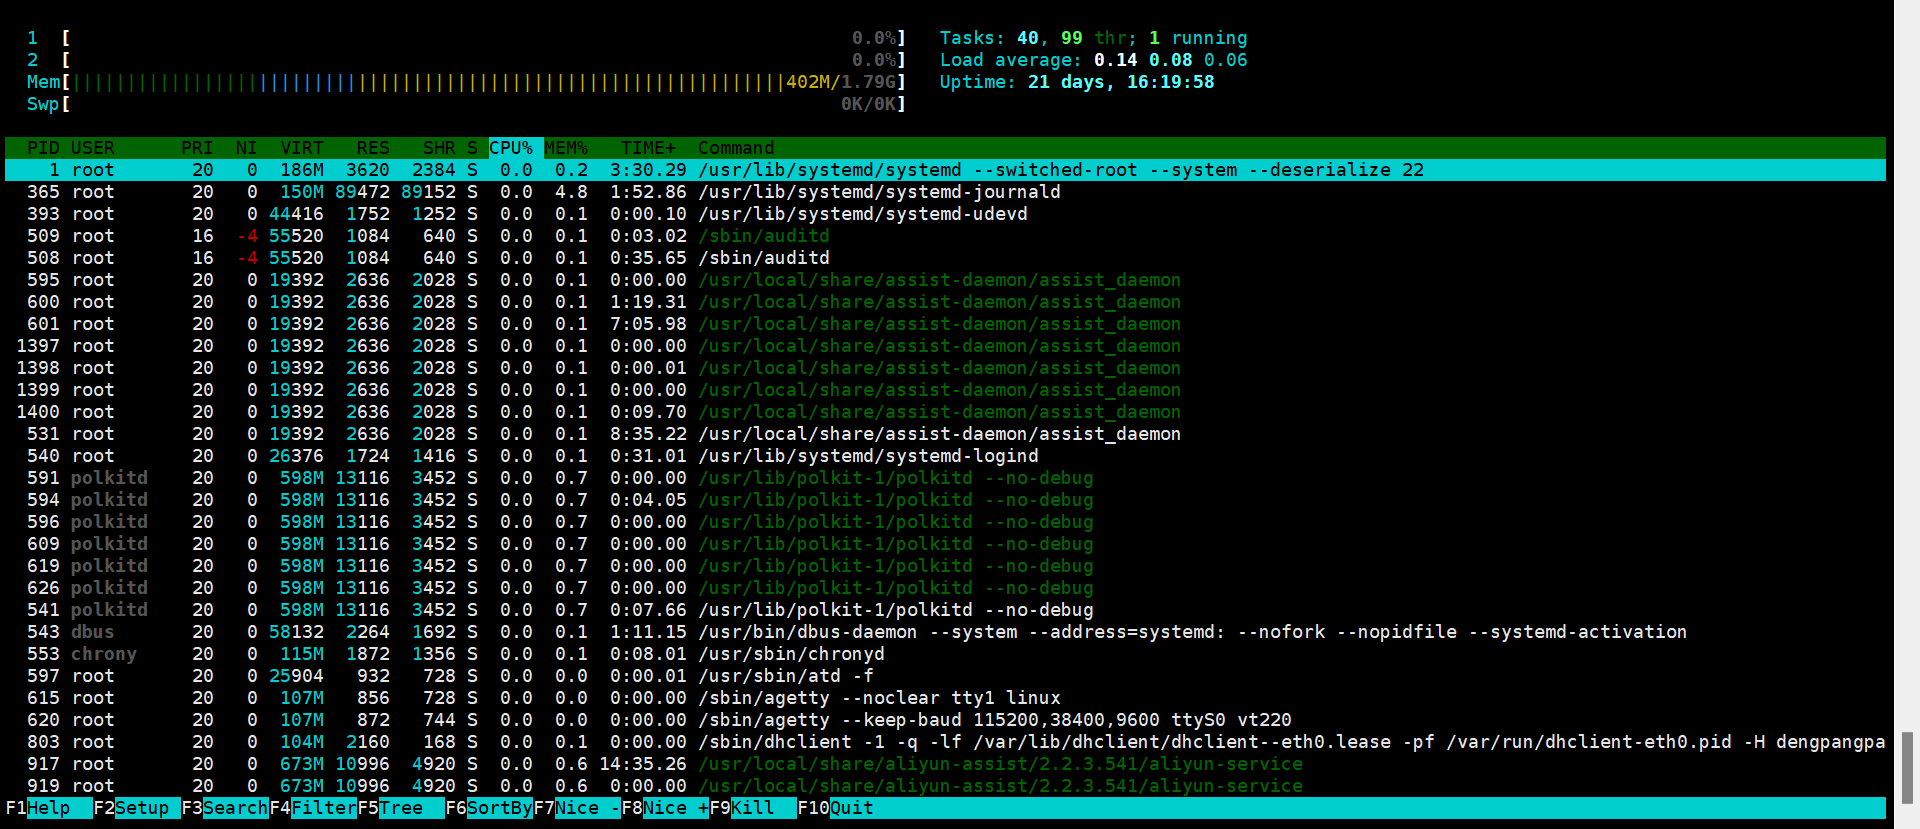 1 [ 0.0%] Tasks: 40, 99 thr; 1 running
2 [ 0.0%] Load average: 0.14 0.08 0.06
Mem[|||||||||||||||||||||||||||||||||||||||||||||||||||||||||||||||||402M/1.79G] Uptime: 21 days, 16:19:58
Swp[ 0K/0K]
PID USER PRI NI VIRT RES SHR S CPU% MEM% TIME+ Command
1 root 20 0 186M 3620 2384 S 0.0 0.2 3:30.29 /usr/lib/systemd/systemd --switched-root --system --deserialize 22
365 root 20 0 150M 89472 89152 S 0.0 4.8 1:52.86 /usr/lib/systemd/systemd-journald
393 root 20 0 44416 1752 1252 S 0.0 0.1 0:00.10 /usr/lib/systemd/systemd-udevd
509 root 16 -4 55520 1084 640 S 0.0 0.1 0:03.02 /sbin/auditd
508 root 16 -4 55520 1084 640 S 0.0 0.1 0:35.65 /sbin/auditd
595 root 20 0 19392 2636 2028 S 0.0 0.1 0:00.00 /usr/local/share/assist-daemon/assist_daemon
600 root 20 0 19392 2636 2028 S 0.0 0.1 1:19.31 /usr/local/share/assist-daemon/assist_daemon
601 root 20 0 19392 2636 2028 S 0.0 0.1 7:05.98 /usr/local/share/assist-daemon/assist_daemon
1397 root 20 0 19392 2636 2028 S 0.0 0.1 0:00.00 /usr/local/share/assist-daemon/assist_daemon
1398 root 20 0 19392 2636 2028 S 0.0 0.1 0:00.01 /usr/local/share/assist-daemon/assist_daemon
1399 root 20 0 19392 2636 2028 S 0.0 0.1 0:00.00 /usr/local/share/assist-daemon/assist_daemon
1400 root 20 0 19392 2636 2028 S 0.0 0.1 0:09.70 /usr/local/share/assist-daemon/assist_daemon
531 root 20 0 19392 2636 2028 S 0.0 0.1 8:35.22 /usr/local/share/assist-daemon/assist_daemon
540 root 20 0 26376 1724 1416 S 0.0 0.1 0:31.01 /usr/lib/systemd/systemd-logind
591 polkitd 20 0 598M 13116 3452 S 0.0 0.7 0:00.00 /usr/lib/polkit-1/polkitd --no-debug
594 polkitd 20 0 598M 13116 3452 S 0.0 0.7 0:04.05 /usr/lib/polkit-1/polkitd --no-debug
596 polkitd 20 0 598M 13116 3452 S 0.0 0.7 0:00.00 /usr/lib/polkit-1/polkitd --no-debug
609 polkitd 20 0 598M 13116 3452 S 0.0 0.7 0:00.00 /usr/lib/polkit-1/polkitd --no-debug
619 polkitd 20 0 598M 13116 3452 S 0.0 0.7 0:00.00 /usr/lib/polkit-1/polkitd --no-debug
626 polkitd 20 0 598M 13116 3452 S 0.0 0.7 0:00.00 /usr/lib/polkit-1/polkitd --no-debug
541 polkitd 20 0 598M 13116 3452 S 0.0 0.7 0:07.66 /usr/lib/polkit-1/polkitd --no-debug
543 dbus 20 0 58132 2264 1692 S 0.0 0.1 1:11.15 /usr/bin/dbus-daemon --system --address=systemd: --nofork --nopidfile --systemd-activation
553 chrony 20 0 115M 1872 1356 S 0.0 0.1 0:08.01 /usr/sbin/chronyd
597 root 20 0 25904 932 728 S 0.0 0.0 0:00.01 /usr/sbin/atd -f
615 root 20 0 107M 856 728 S 0.0 0.0 0:00.00 /sbin/agetty --noclear tty1 linux
620 root 20 0 107M 872 744 S 0.0 0.0 0:00.00 /sbin/agetty --keep-baud 115200,38400,9600 ttyS0 vt220
803 root 20 0 104M 2160 168 S 0.0 0.1 0:00.00 /sbin/dhclient -1 -q -lf /var/lib/dhclient/dhclient--eth0.lease -pf /var/run/dhclient-eth0.pid -H dengpangpa
917 root 20 0 673M 10996 4920 S 0.0 0.6 14:35.26 /usr/local/share/aliyun-assist/2.2.3.541/aliyun-service
919 root 20 0 673M 10996 4920 S 0.0 0.6 0:00.00 /usr/local/share/aliyun-assist/2.2.3.541/aliyun-service
F1Help F2Setup F3SearchF4FilterF5Tree F6SortByF7Nice -F8Nice +F9Kill F10Quit